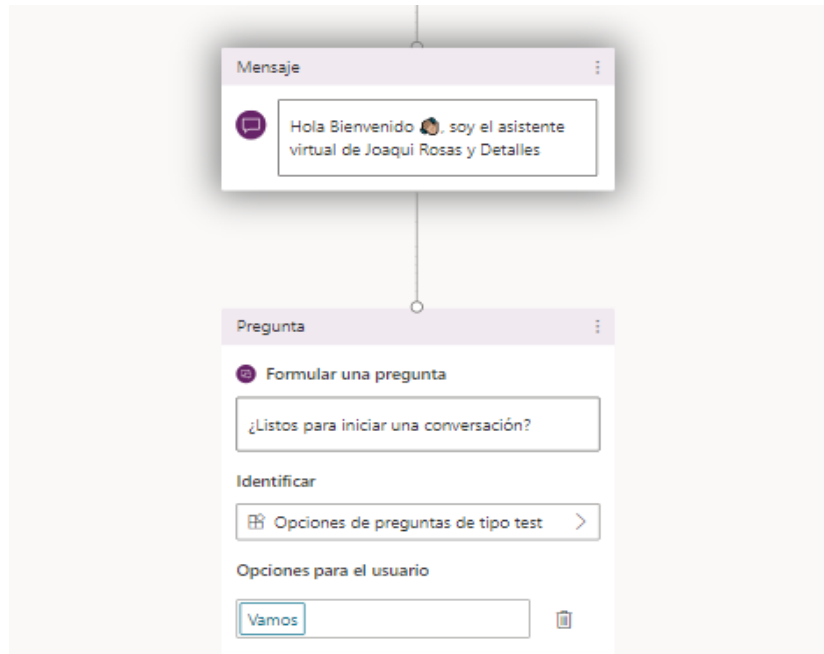 Mensaje
Hola Bienvenido 👏🏽, soy el asistente
virtual de Joaqui Rosas y Detalles
Pregunta
Formular una pregunta
¿Listos para iniciar una conversación?
Identificar
Opciones de preguntas de tipo test
Opciones para el usuario
Vamos